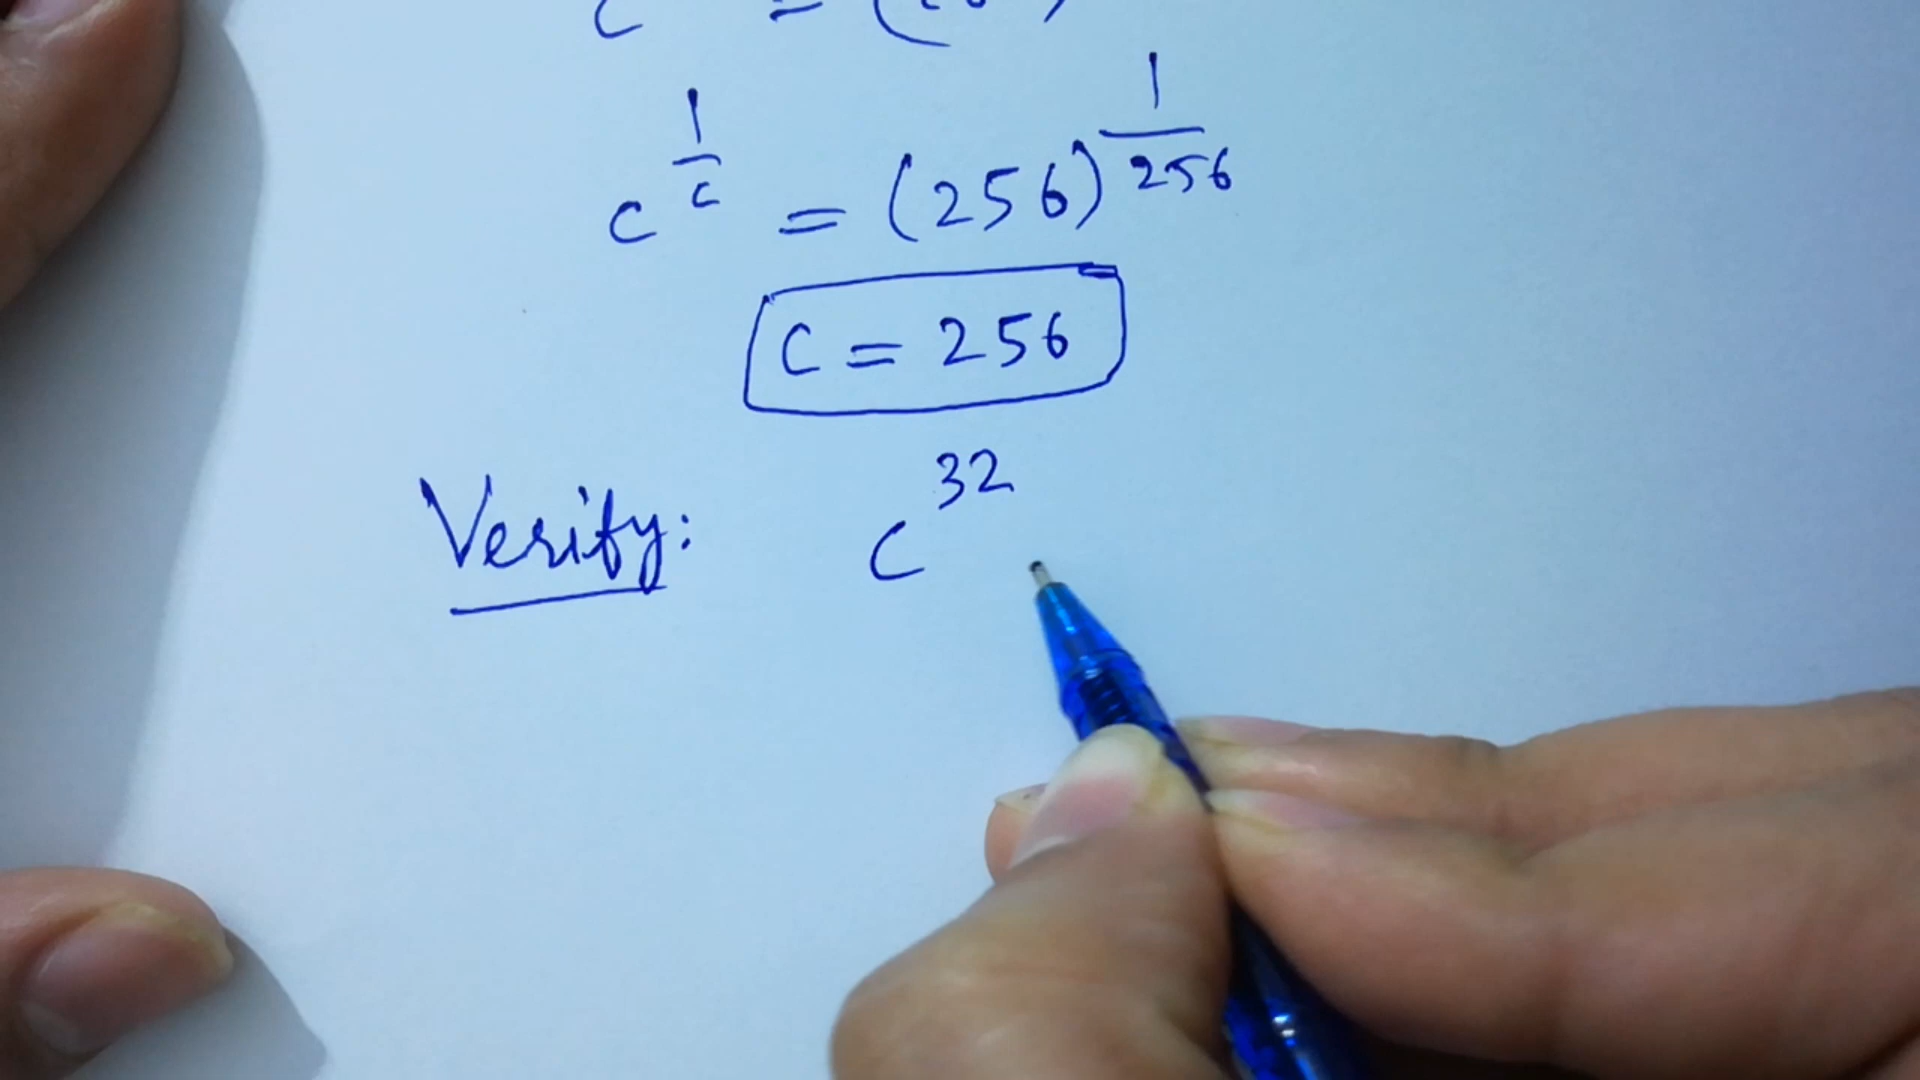 c^(1/c) = (256)^(1/256)
C = 256
Verify: C^32